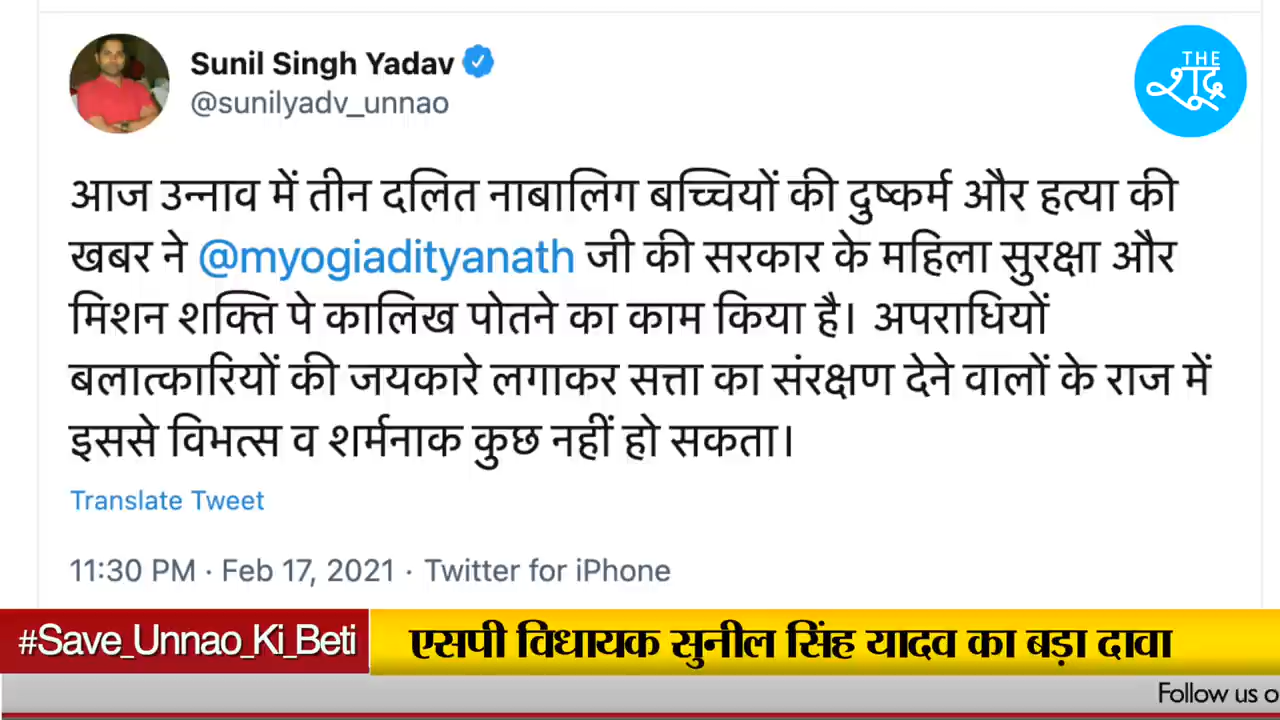 Sunil Singh Yadav
@sunilyadv_unnao
THE
शूद्र
आज उन्नाव में तीन दलित नाबालिग बच्चियों की दुष्कर्म और हत्या की
खबर ने @myogiadityanath जी की सरकार के महिला सुरक्षा और
मिशन शक्ति पे कालिख पोतने का काम किया है। अपराधियों
बलात्कारियों की जयकारे लगाकर सत्ता का संरक्षण देने वालों के राज में
इससे विभत्स व शर्मनाक कुछ नहीं हो सकता।
Translate Tweet
11:30 PM · Feb 17, 2021 · Twitter for iPhone
#Save_Unnao_Ki_Beti
एसपी विधायक सुनील सिंह यादव का बड़ा दावा
Follow us o